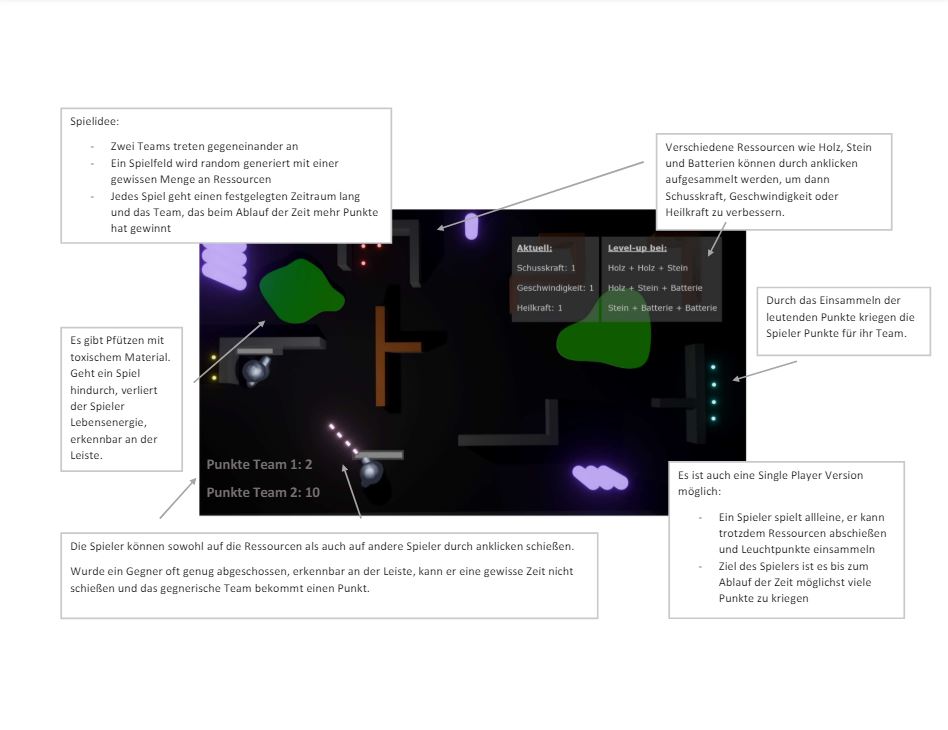 Spielidee:
- Zwei Teams treten gegeneinander an
- Ein Spielfeld wird random generiert mit einer
gewissen Menge an Ressourcen
- Jedes Spiel geht einen festgelegten Zeitraum lang
und das Team, das beim Ablauf der Zeit mehr Punkte
hat gewinnt
Verschiedene Ressourcen wie Holz, Stein
und Batterien können durch anklicken
aufgesammelt werden, um dann
Schusskraft, Geschwindigkeit oder
Heilkraft zu verbessern.
Aktuell:
Schusskraft: 1
Geschwindigkeit: 1
Heilkraft: 1
Level-up bei:
Holz + Holz + Stein
Holz + Stein + Batterie
Stein + Batterie + Batterie
Durch das Einsammeln der
leutenden Punkte kriegen die
Spieler Punkte für ihr Team.
Es gibt Pfützen mit
toxischem Material.
Geht ein Spiel
hindurch, verliert
der Spieler
Lebensenergie,
erkennbar an der
Leiste.
Punkte Team 1: 2
Punkte Team 2: 10
Es ist auch eine Single Player Version
möglich:
- Ein Spieler spielt allleine, er kann
trotzdem Ressourcen abschießen
und Leuchtpunkte einsammeln
- Ziel des Spielers ist es bis zum
Ablauf der Zeit möglichst viele
Punkte zu kriegen
Die Spieler können sowohl auf die Ressourcen als auch auf andere Spieler durch anklicken schießen.
Wurde ein Gegner oft genug abgeschossen, erkennbar an der Leiste, kann er eine gewisse Zeit nicht
schießen und das gegnerische Team bekommt einen Punkt.